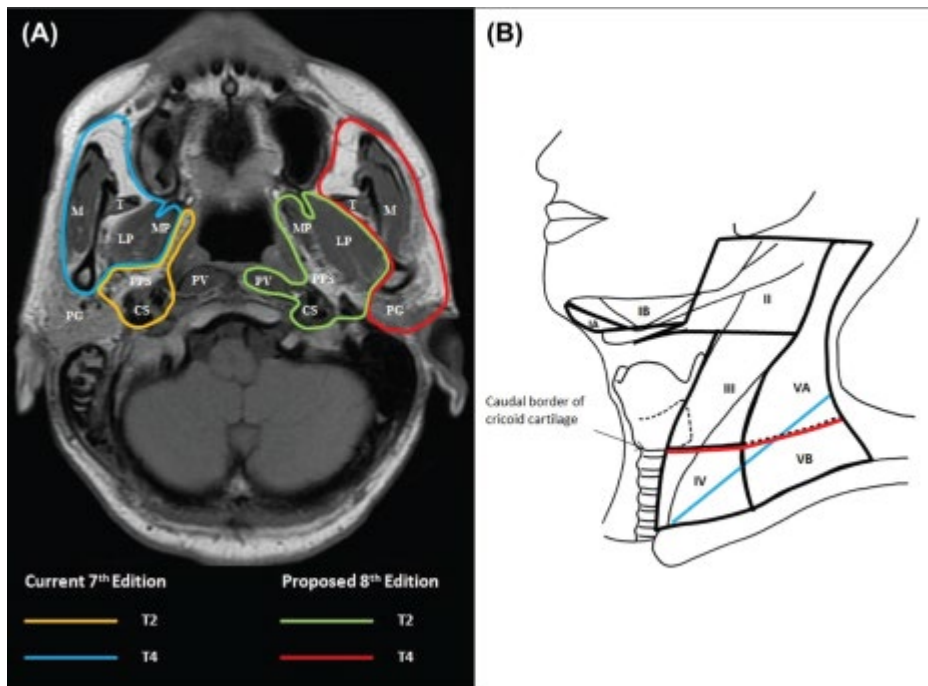 (A)
T
M
MP
LP
PPS
CS
PG
PV
T
M
MP
LP
PV
PPS
CS
PG
Current 7th Edition
T2
T4
Proposed 8th Edition
T2
T4
(B)
IA
IB
II
III
VA
Caudal border of
cricoid cartilage
IV
VB